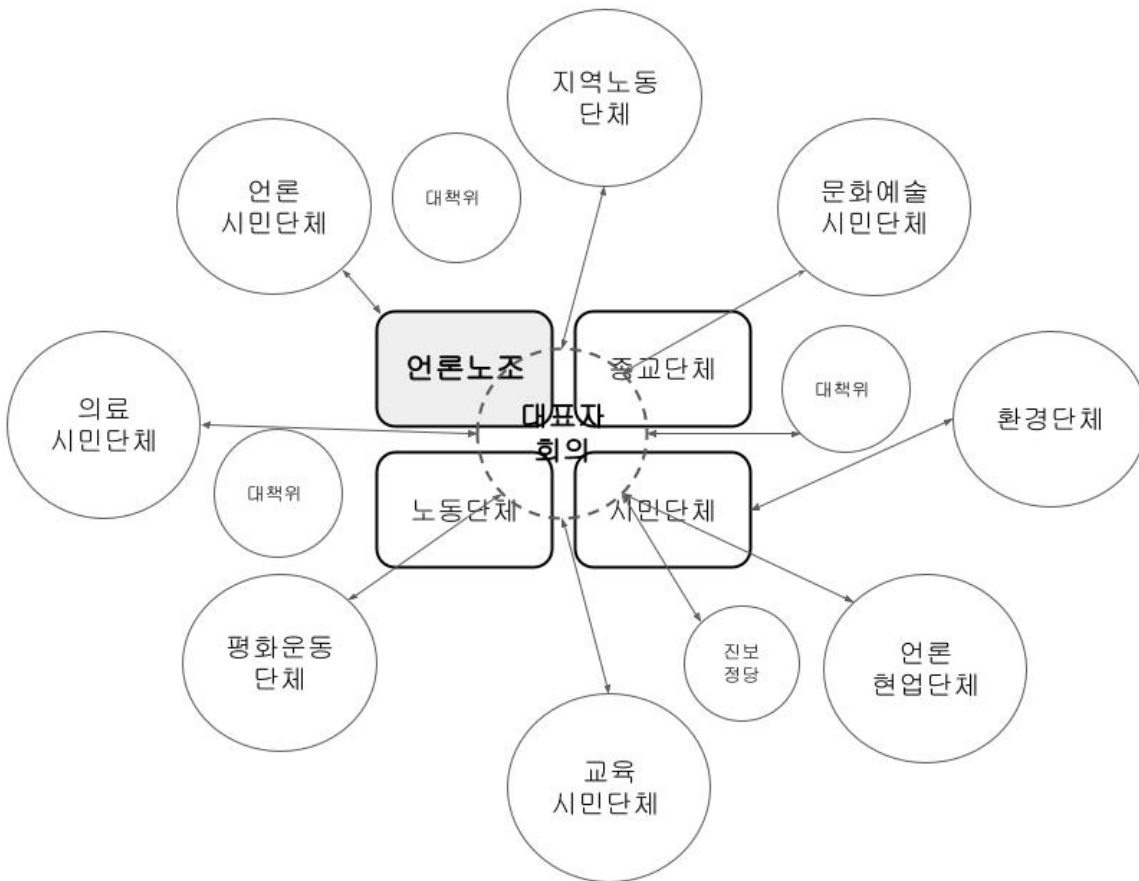 지역노동
단체
언론
시민단체
대책위
문화예술
시민단체
언론노조
종교단체
대표자
회의
대책위
환경단체
의료
시민단체
대책위
노동단체
시민단체
평화운동
단체
진보
정당
언론
현업단체
교육
시민단체